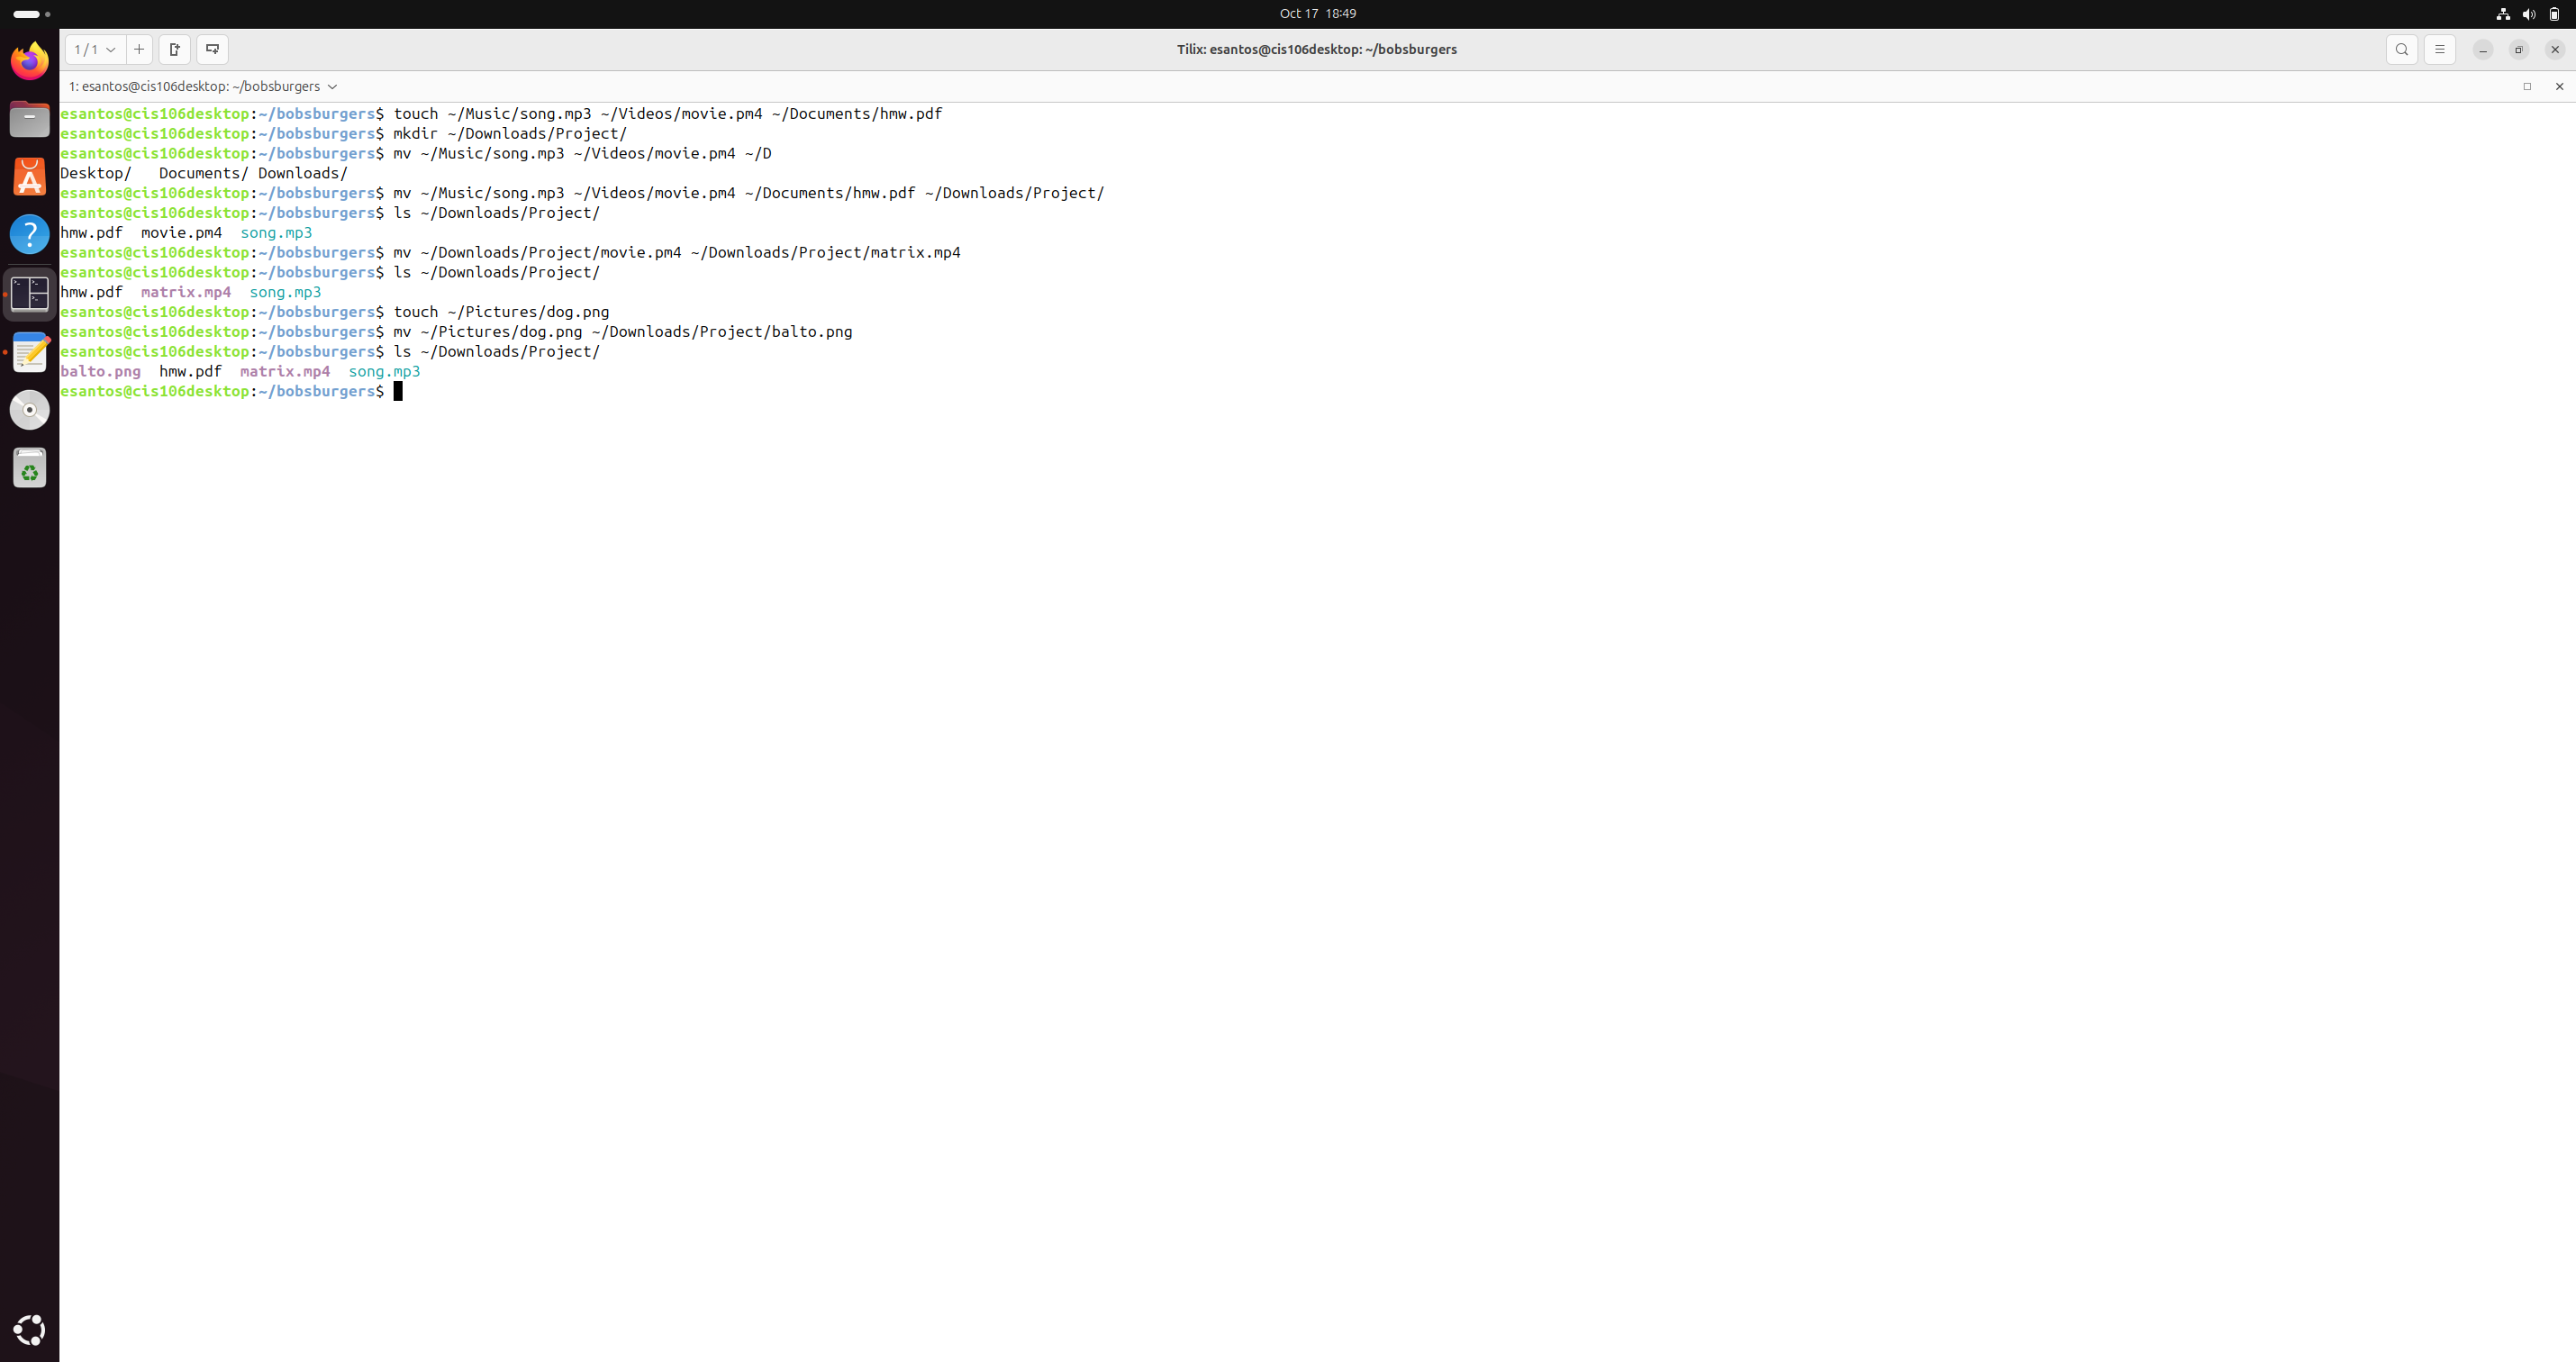 Oct 17 18:49
1 / 1
Tilix: esantos@cis106desktop: ~/bobsburgers
1: esantos@cis106desktop: ~/bobsburgers
esantos@cis106desktop:~/bobsburgers$ touch ~/Music/song.mp3 ~/Videos/movie.pm4 ~/Documents/hmw.pdf
esantos@cis106desktop:~/bobsburgers$ mkdir ~/Downloads/Project/
esantos@cis106desktop:~/bobsburgers$ mv ~/Music/song.mp3 ~/Videos/movie.pm4 ~/D
Desktop/   Documents/ Downloads/
esantos@cis106desktop:~/bobsburgers$ mv ~/Music/song.mp3 ~/Videos/movie.pm4 ~/Documents/hmw.pdf ~/Downloads/Project/
esantos@cis106desktop:~/bobsburgers$ ls ~/Downloads/Project/
hmw.pdf  movie.pm4  song.mp3
esantos@cis106desktop:~/bobsburgers$ mv ~/Downloads/Project/movie.pm4 ~/Downloads/Project/matrix.mp4
esantos@cis106desktop:~/bobsburgers$ ls ~/Downloads/Project/
hmw.pdf  matrix.mp4  song.mp3
esantos@cis106desktop:~/bobsburgers$ touch ~/Pictures/dog.png
esantos@cis106desktop:~/bobsburgers$ mv ~/Pictures/dog.png ~/Downloads/Project/balto.png
esantos@cis106desktop:~/bobsburgers$ ls ~/Downloads/Project/
balto.png  hmw.pdf  matrix.mp4  song.mp3
esantos@cis106desktop:~/bobsburgers$